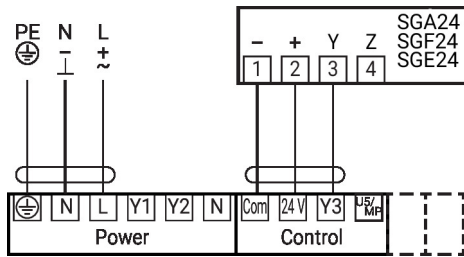 PE N L
− − +
⊥ ~
SGA24
SGF24
SGE24
− + Y Z
1 2 3 4
N L Y1 Y2 N Com 24 V Y3 U5/MP
Power Control